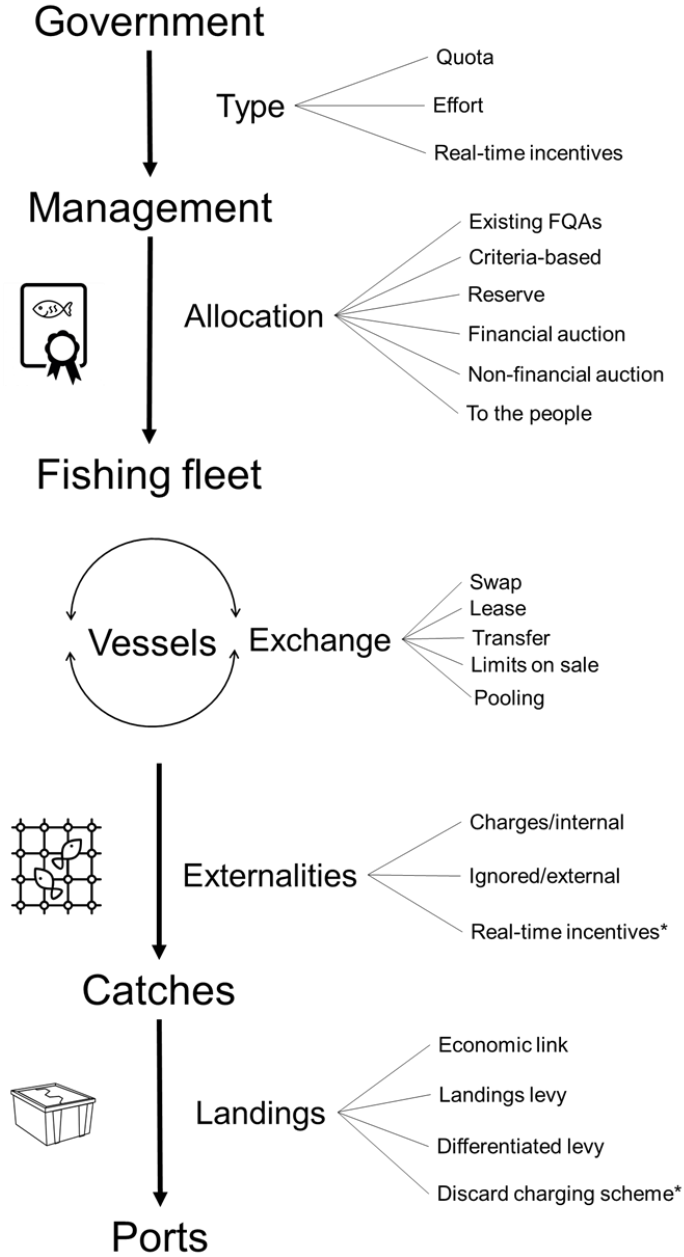 Government
Type
Quota
Effort
Real-time incentives
Management
Allocation
Existing FQAs
Criteria-based
Reserve
Financial auction
Non-financial auction
To the people
Fishing fleet
Vessels
Exchange
Swap
Lease
Transfer
Limits on sale
Pooling
Externalities
Charges/internal
Ignored/external
Real-time incentives*
Catches
Landings
Economic link
Landings levy
Differentiated levy
Discard charging scheme*
Ports